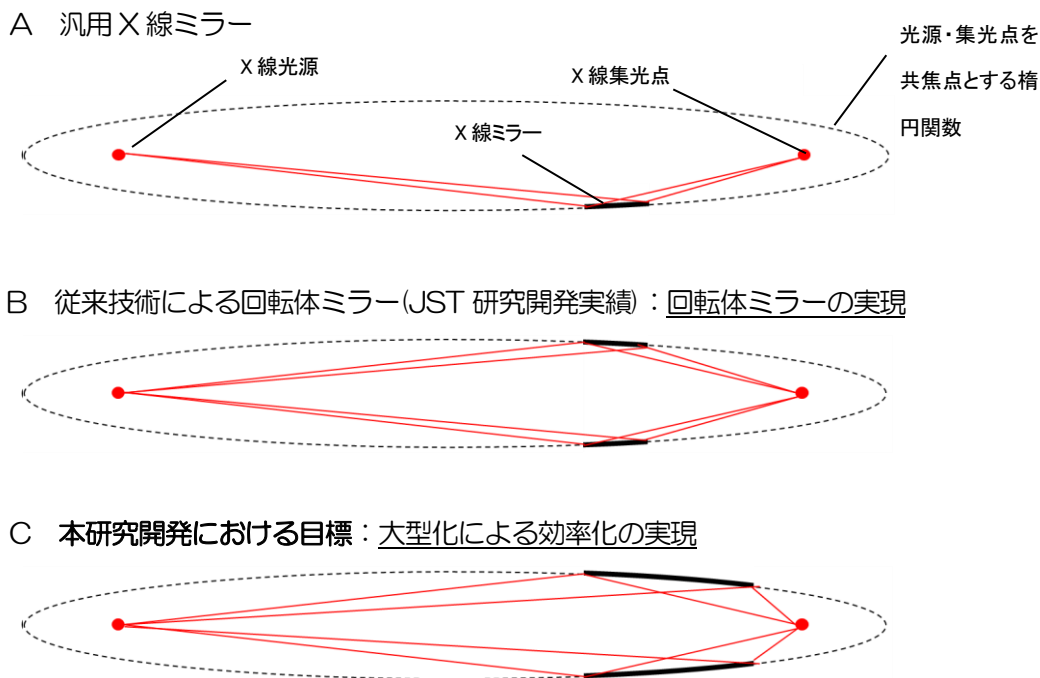 A 汎用X線ミラー
X線光源
X線集光点
光源・集光点を
共焦点とする楕
円関数
X線ミラー
B 従来技術による回転体ミラー(JST 研究開発実績)：回転体ミラーの実現
C 本研究開発における目標：大型化による効率化の実現